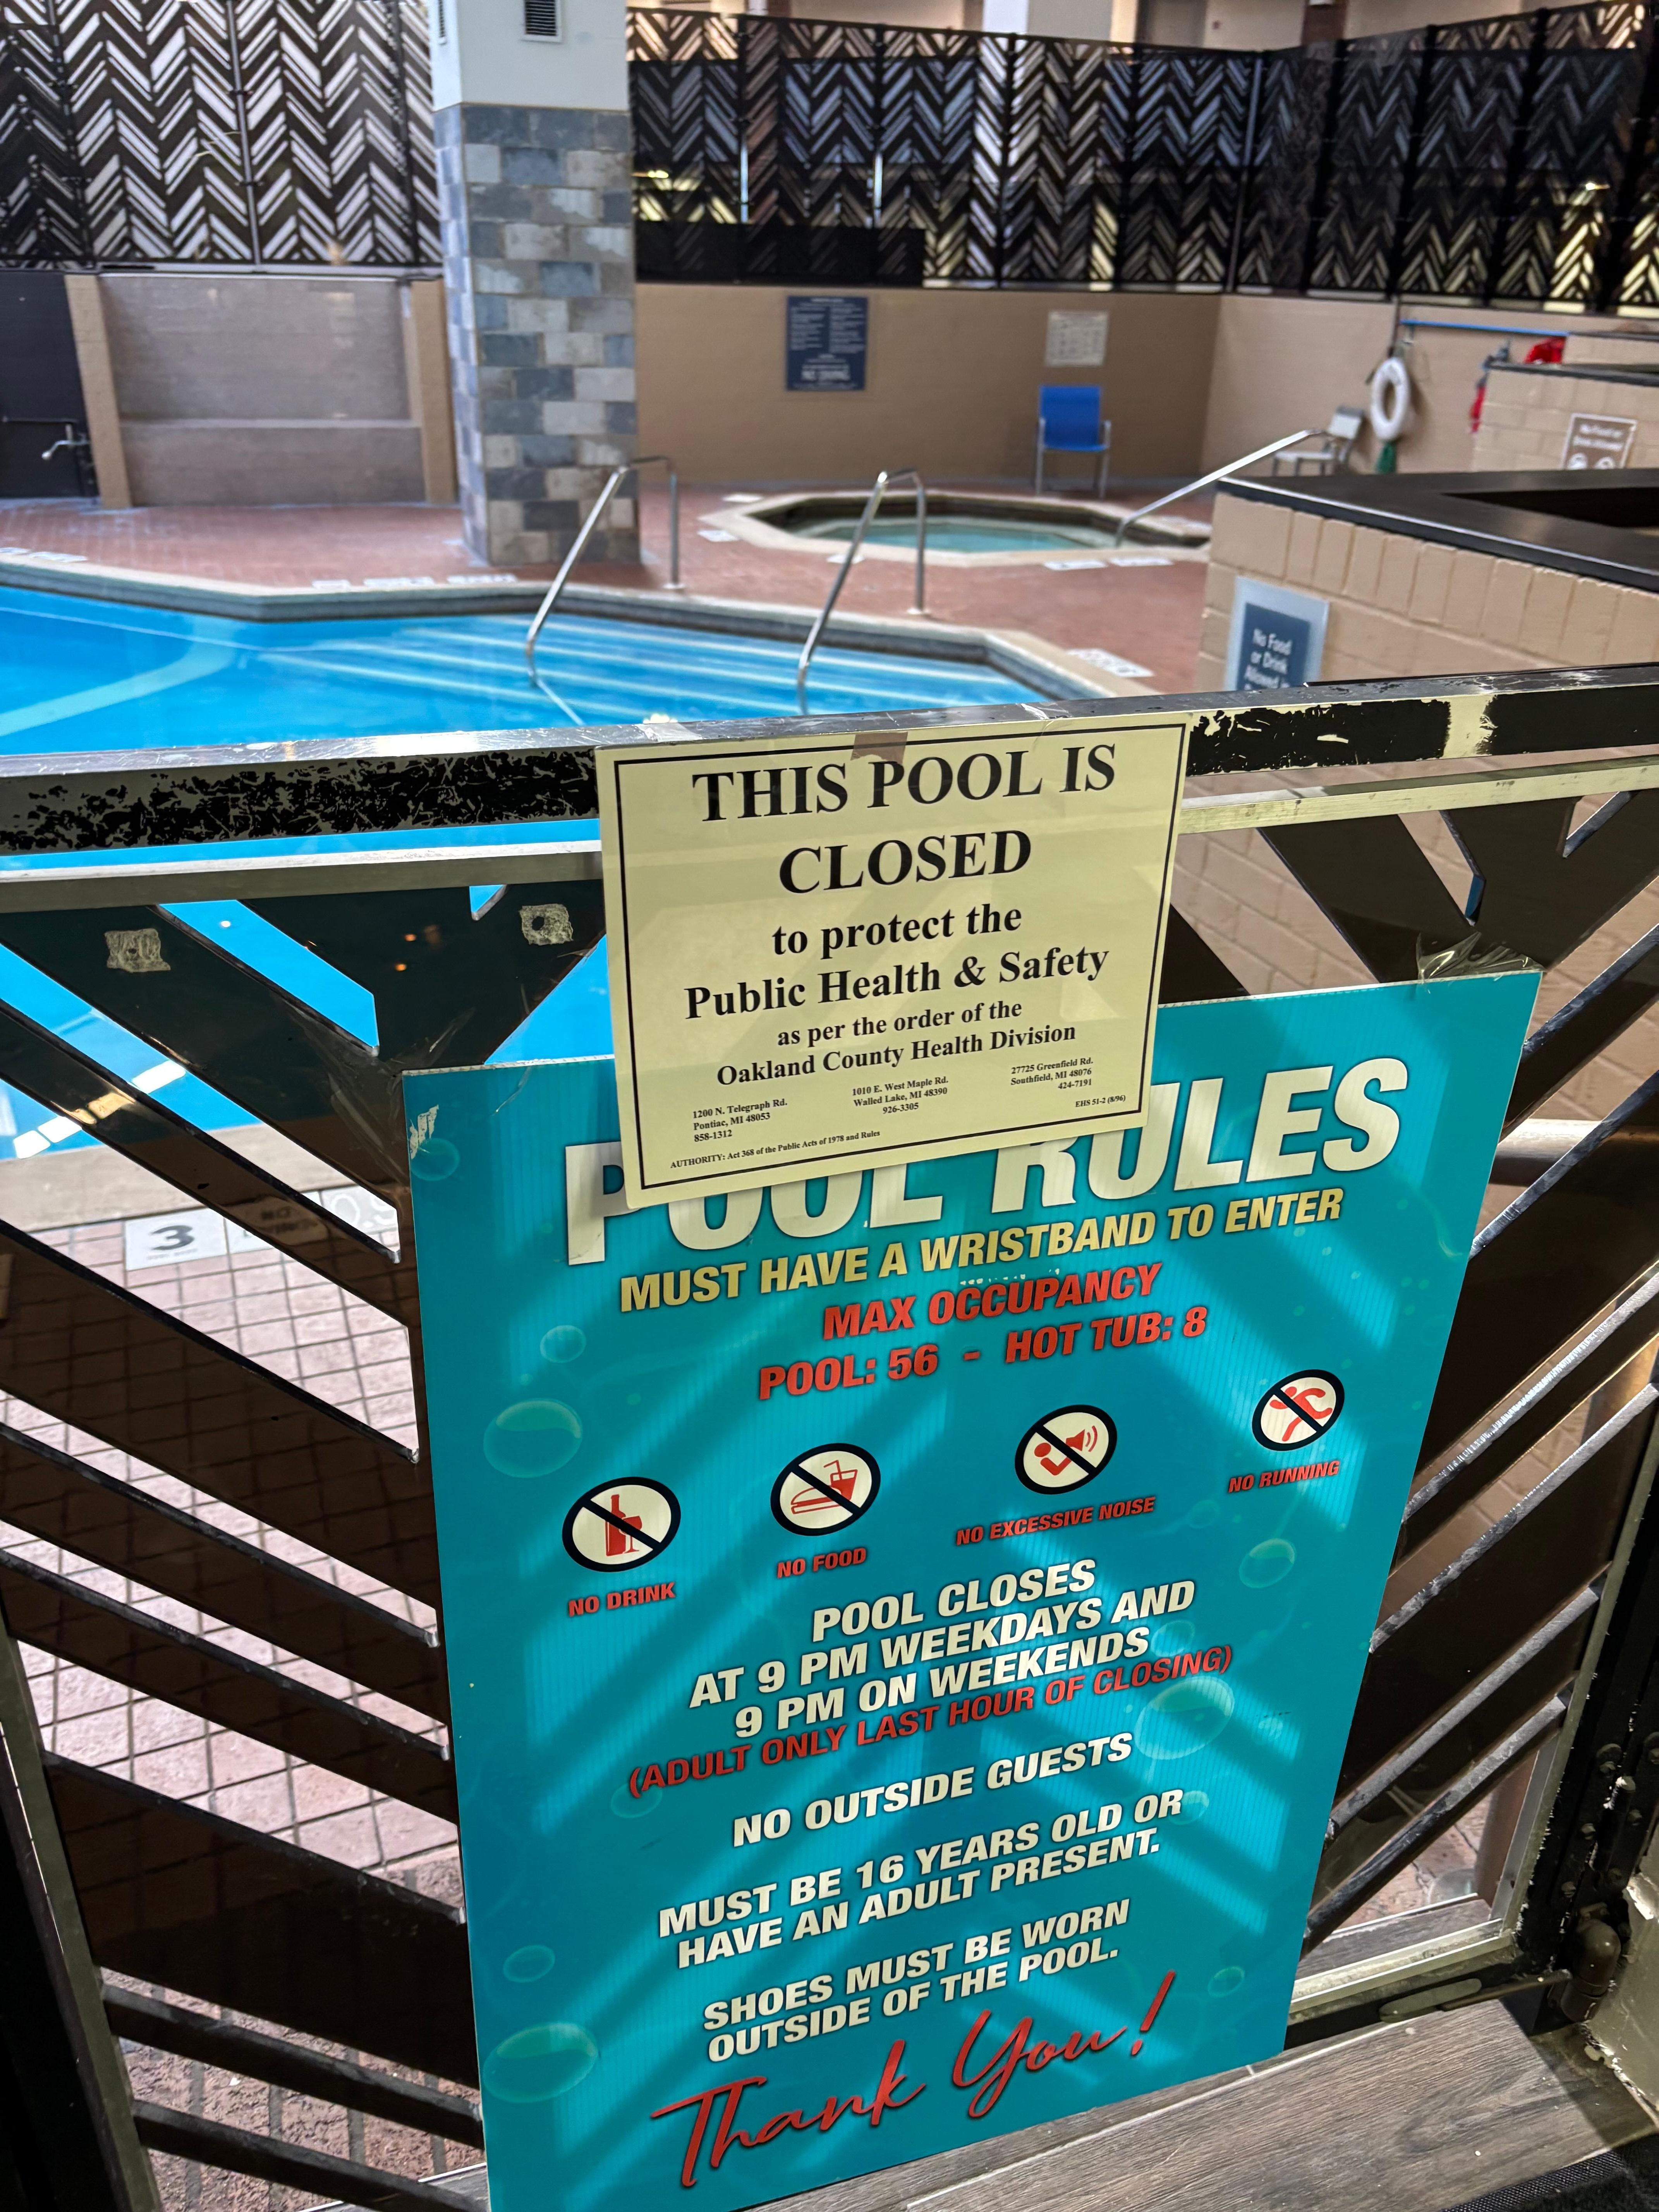 No Food
or Drink
Allowed in
THIS POOL IS
CLOSED
to protect the
Public Health & Safety
as per the order of the
Oakland County Health Division
1200 N. Telegraph Rd.
Pontiac, MI 48053
858-1312
1010 E. West Maple Rd.
Walled Lake, MI 48390
926-3305
27725 Greenfield Rd.
Southfield, MI 48076
424-7191
EHS 51-2 (8/96)
AUTHORITY: Act 368 of the Public Acts of 1978 and Rules
POOL RULES
MUST HAVE A WRISTBAND TO ENTER
MAX OCCUPANCY
POOL: 56 - HOT TUB: 8
NO DRINK
NO FOOD
NO EXCESSIVE NOISE
NO RUNNING
POOL CLOSES
AT 9 PM WEEKDAYS AND
9 PM ON WEEKENDS
(ADULT ONLY LAST HOUR OF CLOSING)
NO OUTSIDE GUESTS
MUST BE 16 YEARS OLD OR
HAVE AN ADULT PRESENT.
SHOES MUST BE WORN
OUTSIDE OF THE POOL.
Thank You!
3